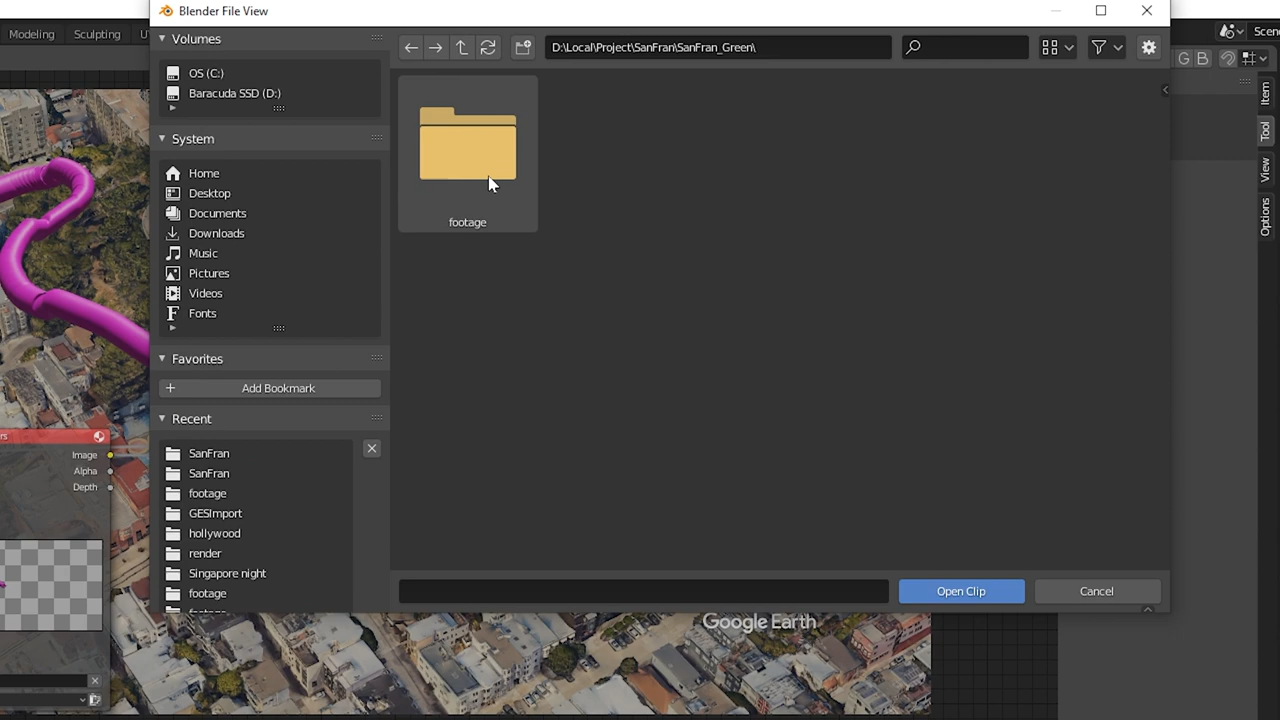 Blender File View
Modeling
Sculpting
U
Scene
Volumes
OS (C:)
Baracuda SSD (D:)
System
Home
Desktop
Documents
Downloads
Music
Pictures
Videos
Fonts
Favorites
Add Bookmark
Recent
SanFran
SanFran
footage
GESImport
hollywood
render
Singapore night
footage
D:\Local\Project\SanFran\SanFran_Green\
footage
Open Clip
Cancel
Image
Alpha
Depth
G
B
Item
Tool
View
Options
Google Earth